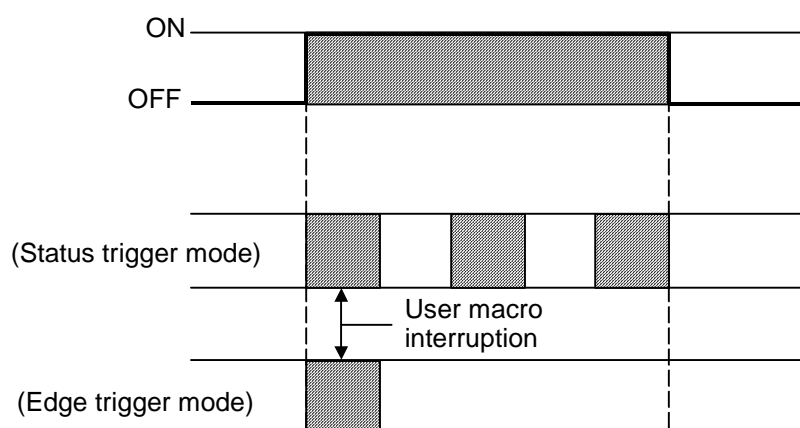 ON
OFF
(Status trigger mode)
User macro
interruption
(Edge trigger mode)